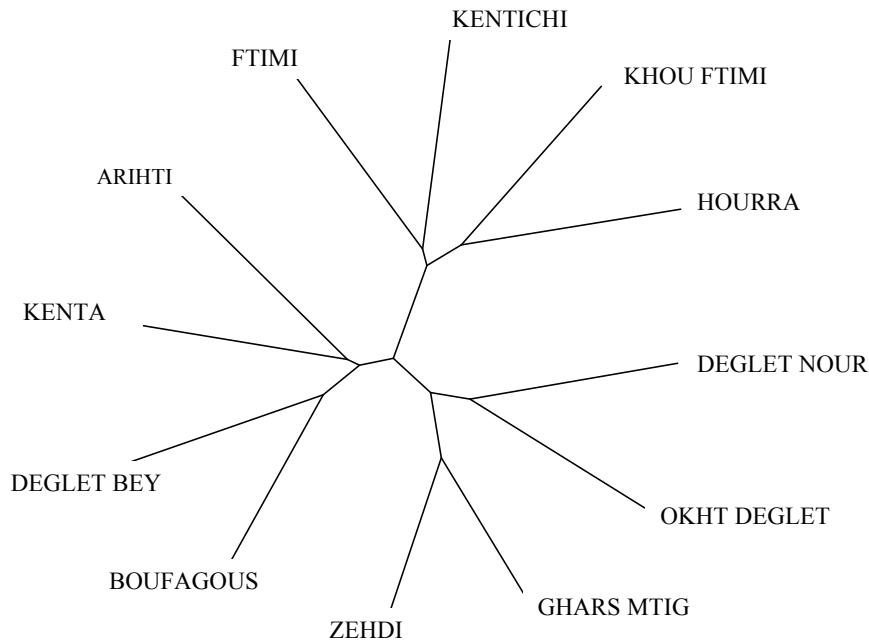 KENTICHI
FTIMI
KHOU FTIMI
ARIHTI
HOURRA
KENTA
DEGLET NOUR
DEGLET BEY
OKHT DEGLET
BOUFAGOUS
GHARS MTIG
ZEHDI